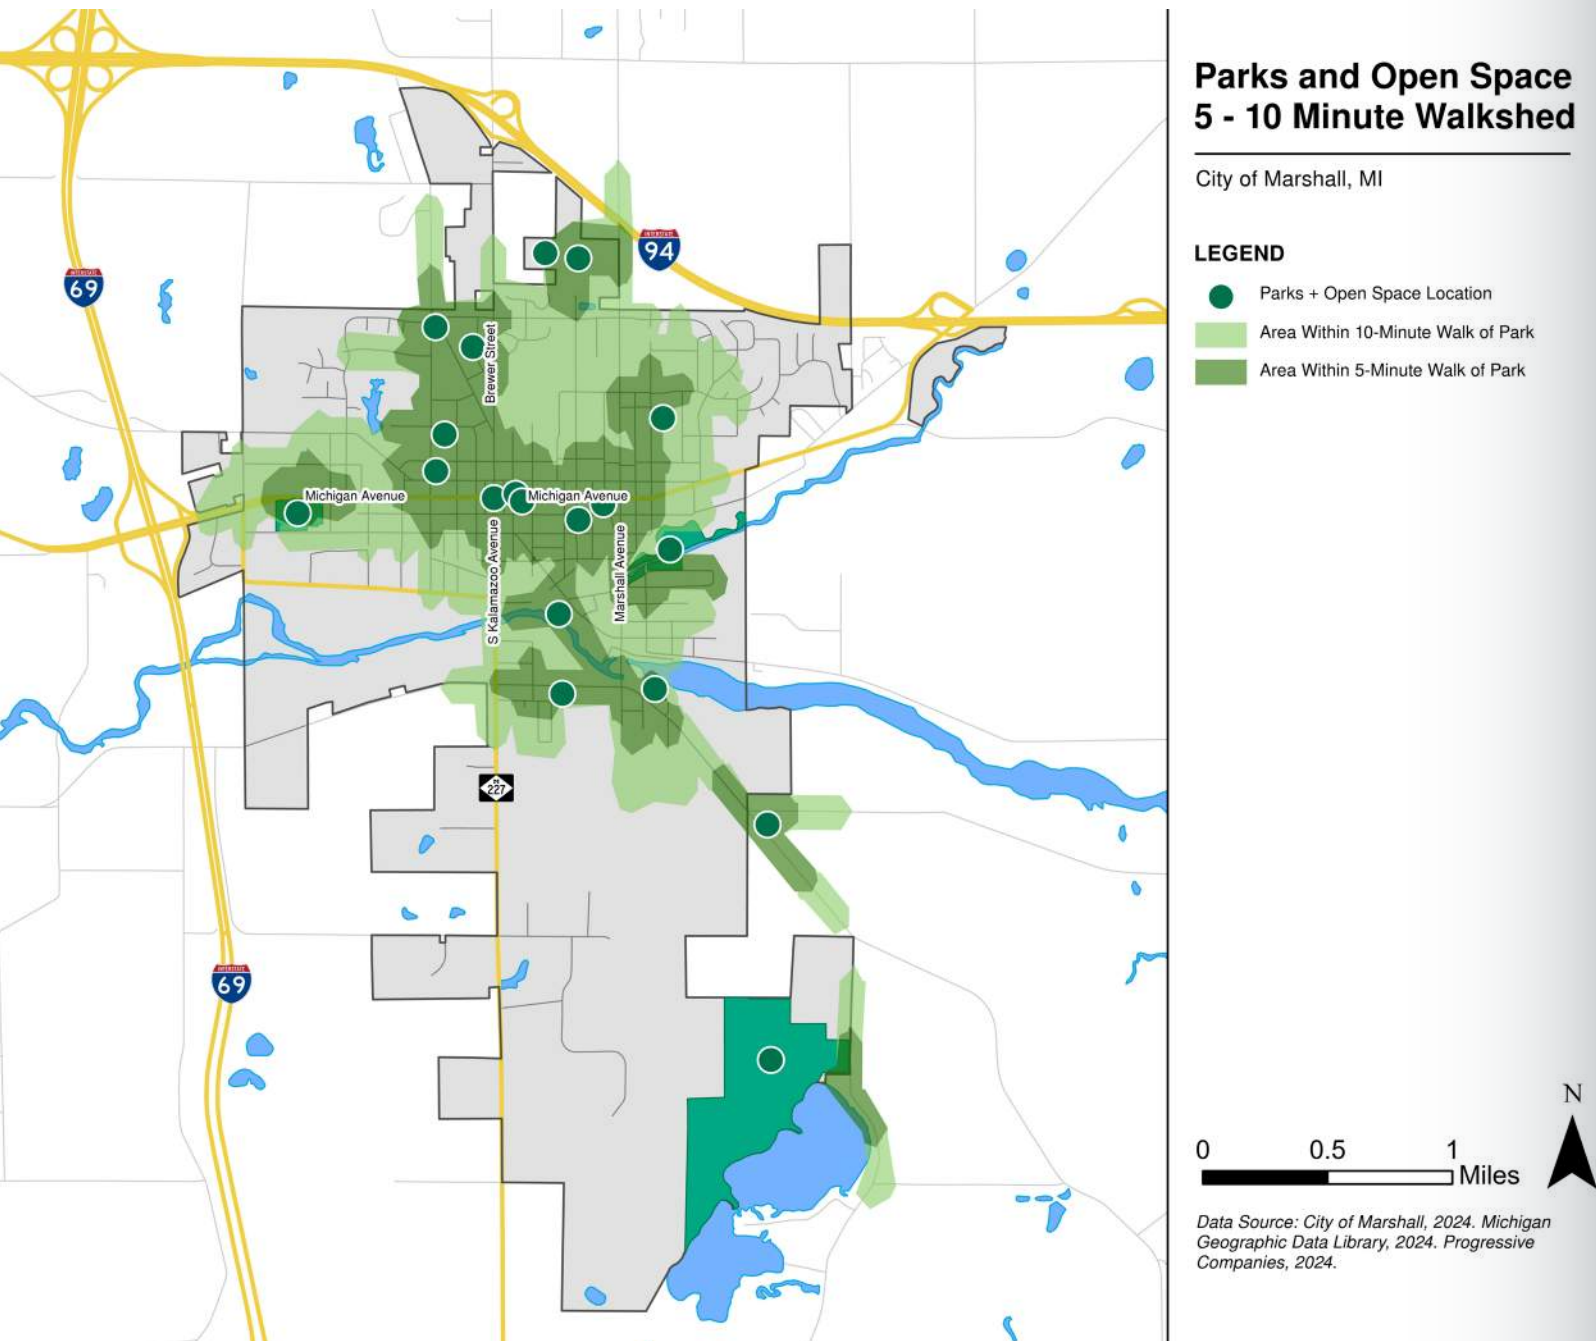 Parks and Open Space
5 - 10 Minute Walkshed
City of Marshall, MI
LEGEND
Parks + Open Space Location
Area Within 10-Minute Walk of Park
Area Within 5-Minute Walk of Park
INTERSTATE
94
INTERSTATE
69
Brewer Street
Michigan Avenue
Michigan Avenue
S Kalamazoo Avenue
Marshall Avenue
M
227
INTERSTATE
69
N
0 0.5 1
Miles
Data Source: City of Marshall, 2024. Michigan
Geographic Data Library, 2024. Progressive
Companies, 2024.